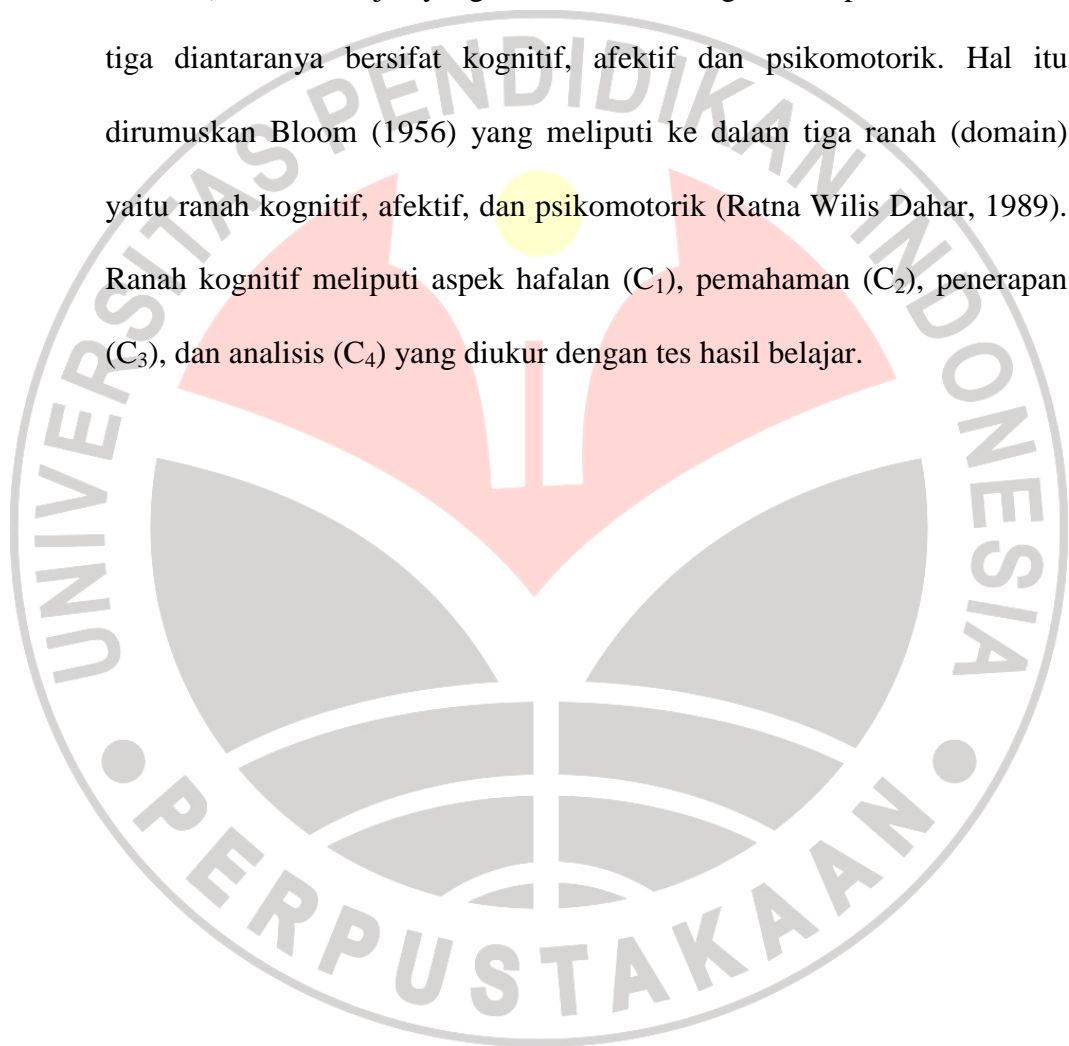 tiga diantaranya bersifat kognitif, afektif dan psikomotorik. Hal itu
dirumuskan Bloom (1956) yang meliputi ke dalam tiga ranah (domain)
yaitu ranah kognitif, afektif, dan psikomotorik (Ratna Wilis Dahar, 1989).
Ranah kognitif meliputi aspek hafalan (C₁), pemahaman (C₂), penerapan
(C₃), dan analisis (C₄) yang diukur dengan tes hasil belajar.
UNIVERSITAS PENDIDIKAN INDONESIA
PERPUSTAKAAN